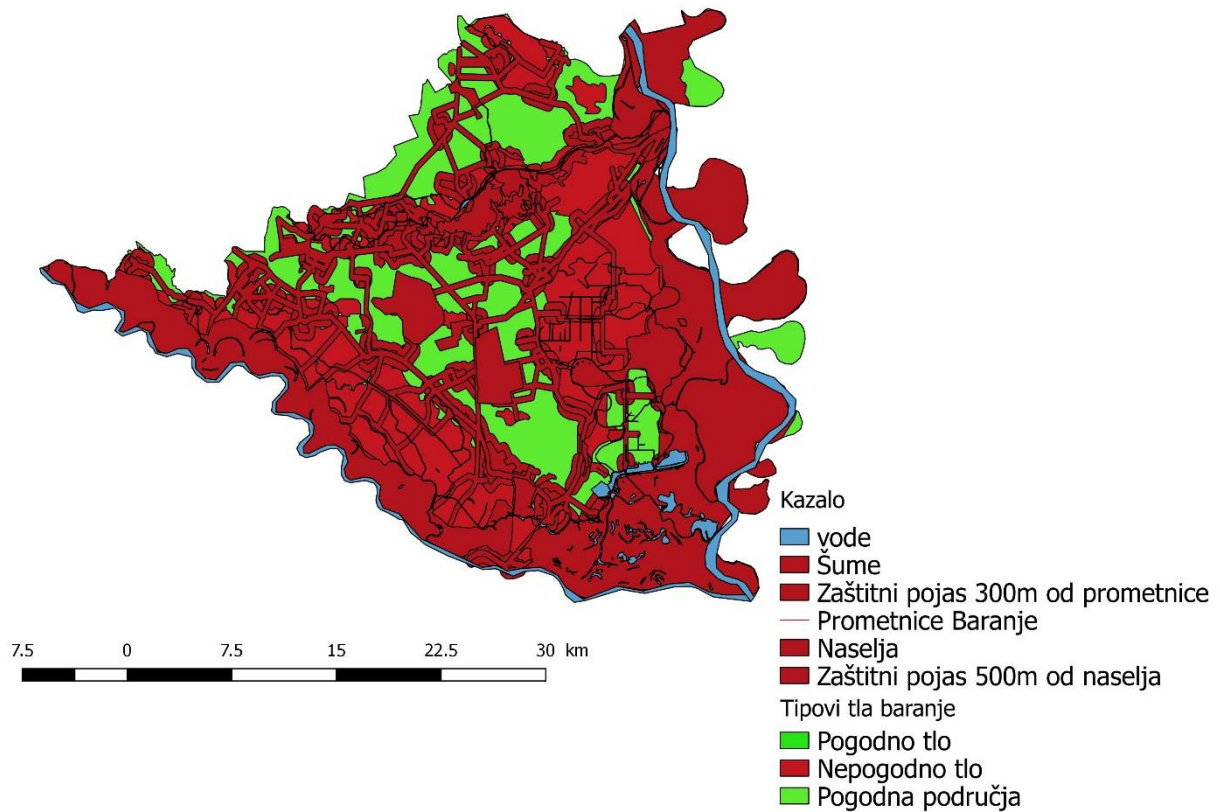 Kazalo
vode
Šume
Zaštitni pojas 300m od prometnice
Prometnice Baranje
Naselja
Zaštitni pojas 500m od naselja
Tipovi tla baranje
Pogodno tlo
Nepogodno tlo
Pogodna područja
7.5 0 7.5 15 22.5 30 km